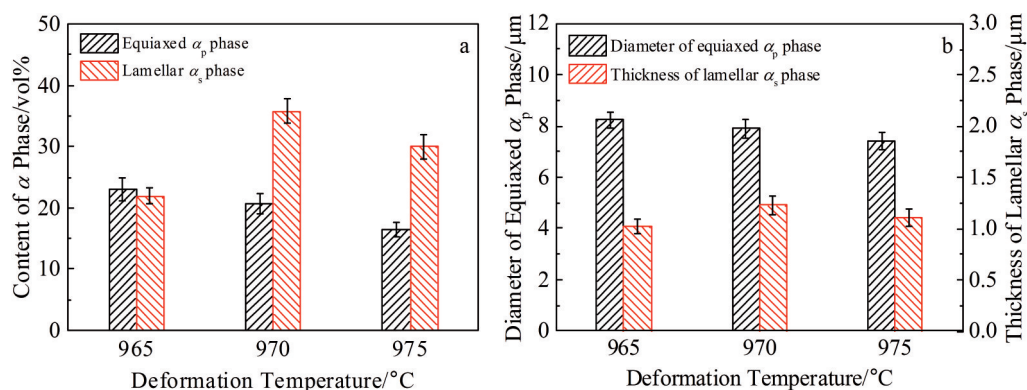 50
40
30
20
10
0
Content of α Phase/vol%
Equiaxed αp phase
Lamellar αs phase
a
965 970 975
Deformation Temperature/°C
12
10
8
6
4
2
0
Diameter of Equiaxed αp Phase/μm
Diameter of equiaxed αp phase
Thickness of lamellar αs phase
b
965 970 975
Deformation Temperature/°C
3.0
2.5
2.0
1.5
1.0
0.5
0.0
Thickness of Lamellar αs Phase/μm